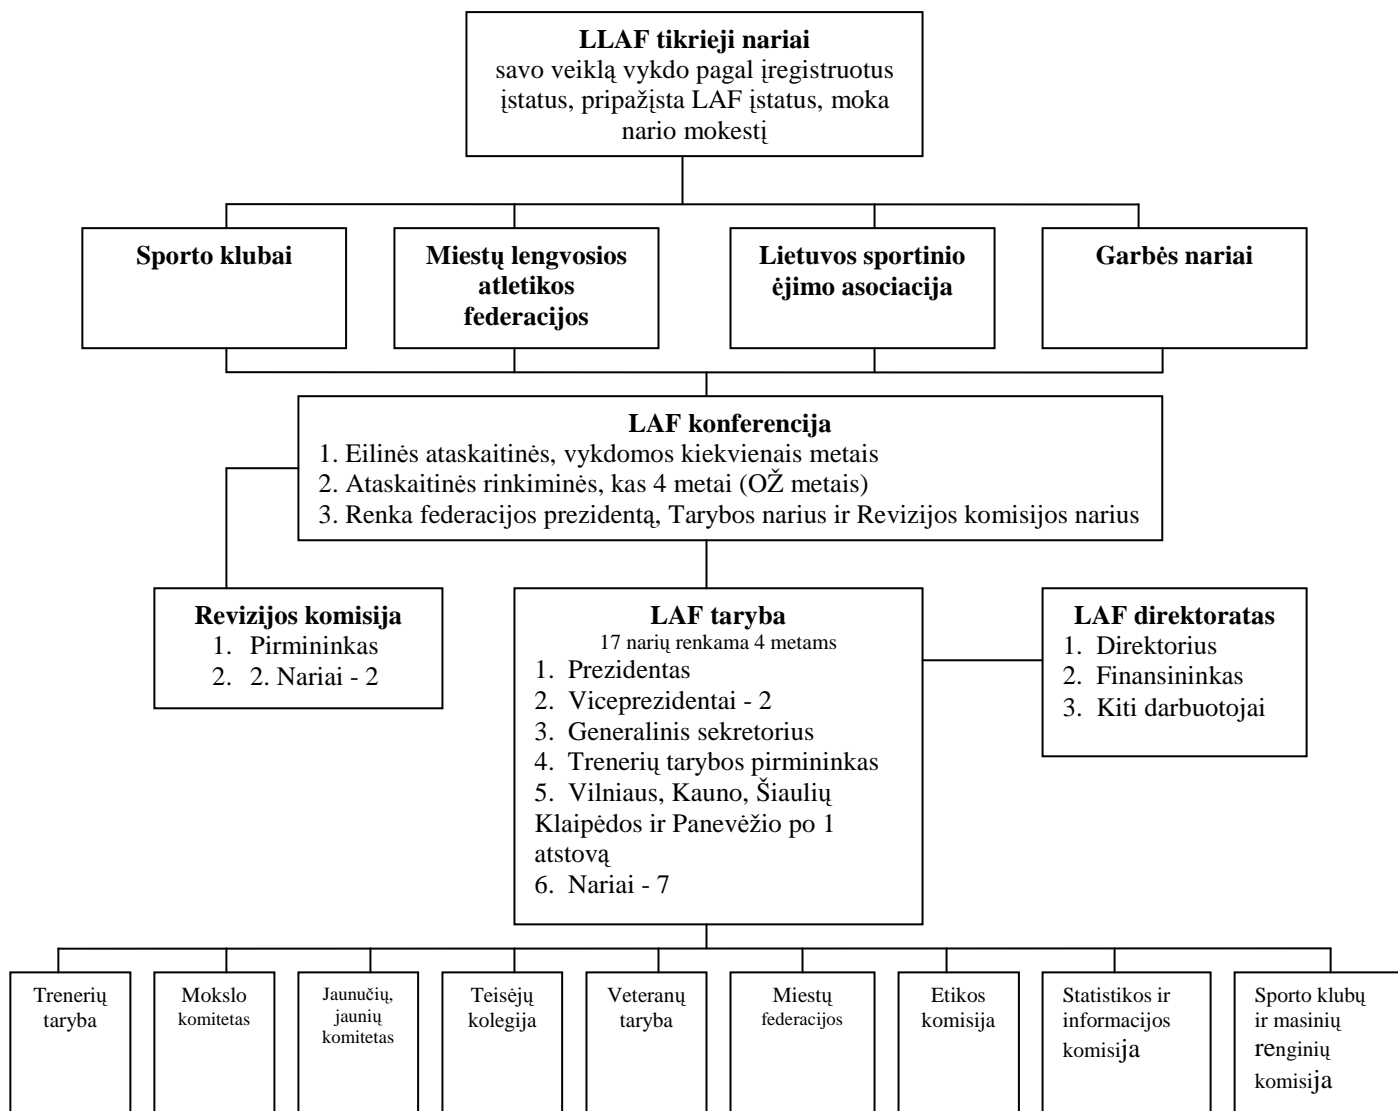 LLAF tikrieji nariai
savo veiklą vykdo pagal įregistruotus
įstatus, pripažįsta LAF įstatus, moka
nario mokestį
Sporto klubai
Miestų lengvosios
atletikos
federacijos
Lietuvos sportinio
ėjimo asociacija
Garbės nariai
LAF konferencija
1. Eilinės ataskaitinės, vykdomos kiekvienais metais
2. Ataskaitinės rinkiminės, kas 4 metai (OŽ metais)
3. Renka federacijos prezidentą, Tarybos narius ir Revizijos komisijos narius
Revizijos komisija
1. Pirmininkas
2. 2. Nariai - 2
LAF taryba
17 narių renkama 4 metams
1. Prezidentas
2. Viceprezidentai - 2
3. Generalinis sekretorius
4. Trenerių tarybos pirmininkas
5. Vilniaus, Kauno, Šiaulių
Klaipėdos ir Panevėžio po 1
atstovą
6. Nariai - 7
LAF direktoratas
1. Direktorius
2. Finansininkas
3. Kiti darbuotojai
Trenerių
taryba
Mokslo
komitetas
Jaunučių,
jaunių
komitetas
Teisėjų
kolegija
Veteranų
taryba
Miestų
federacijos
Etikos
komisija
Statistikos ir
informacijos
komisija
Sporto klubų
ir masinių
renginių
komisija